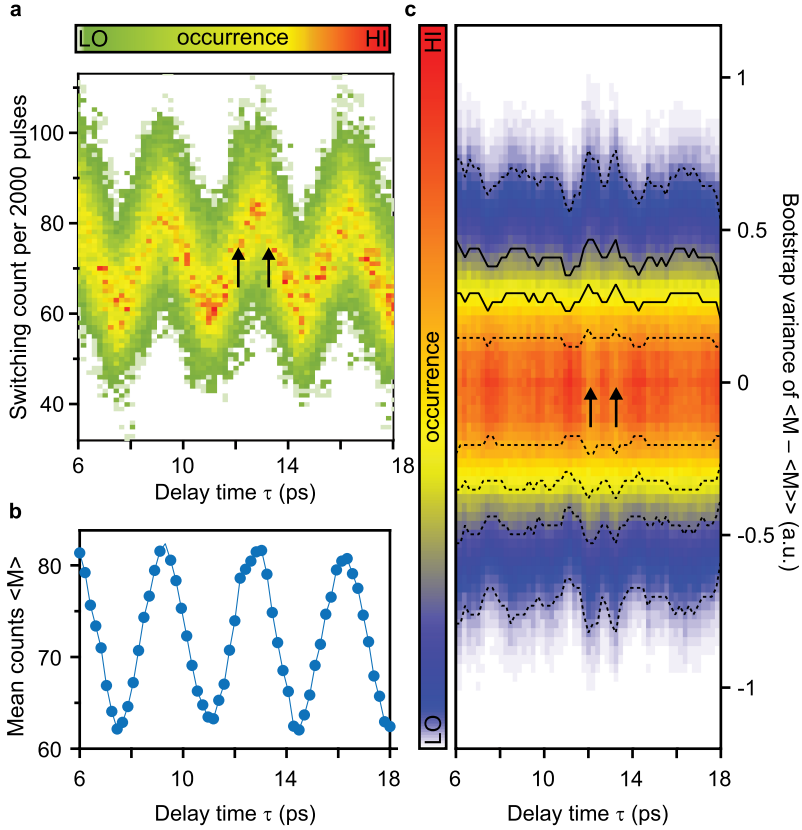 a
LO occurrence HI
Switching count per 2000 pulses
100
80
60
40
6 10 14 18
Delay time τ (ps)
b
Mean counts <M>
80
70
60
6 10 14 18
Delay time τ (ps)
c
HI
occurrence
LO
1
0.5
0
-0.5
-1
Bootstrap variance of <M – <M>> (a.u.)
6 10 14 18
Delay time τ (ps)